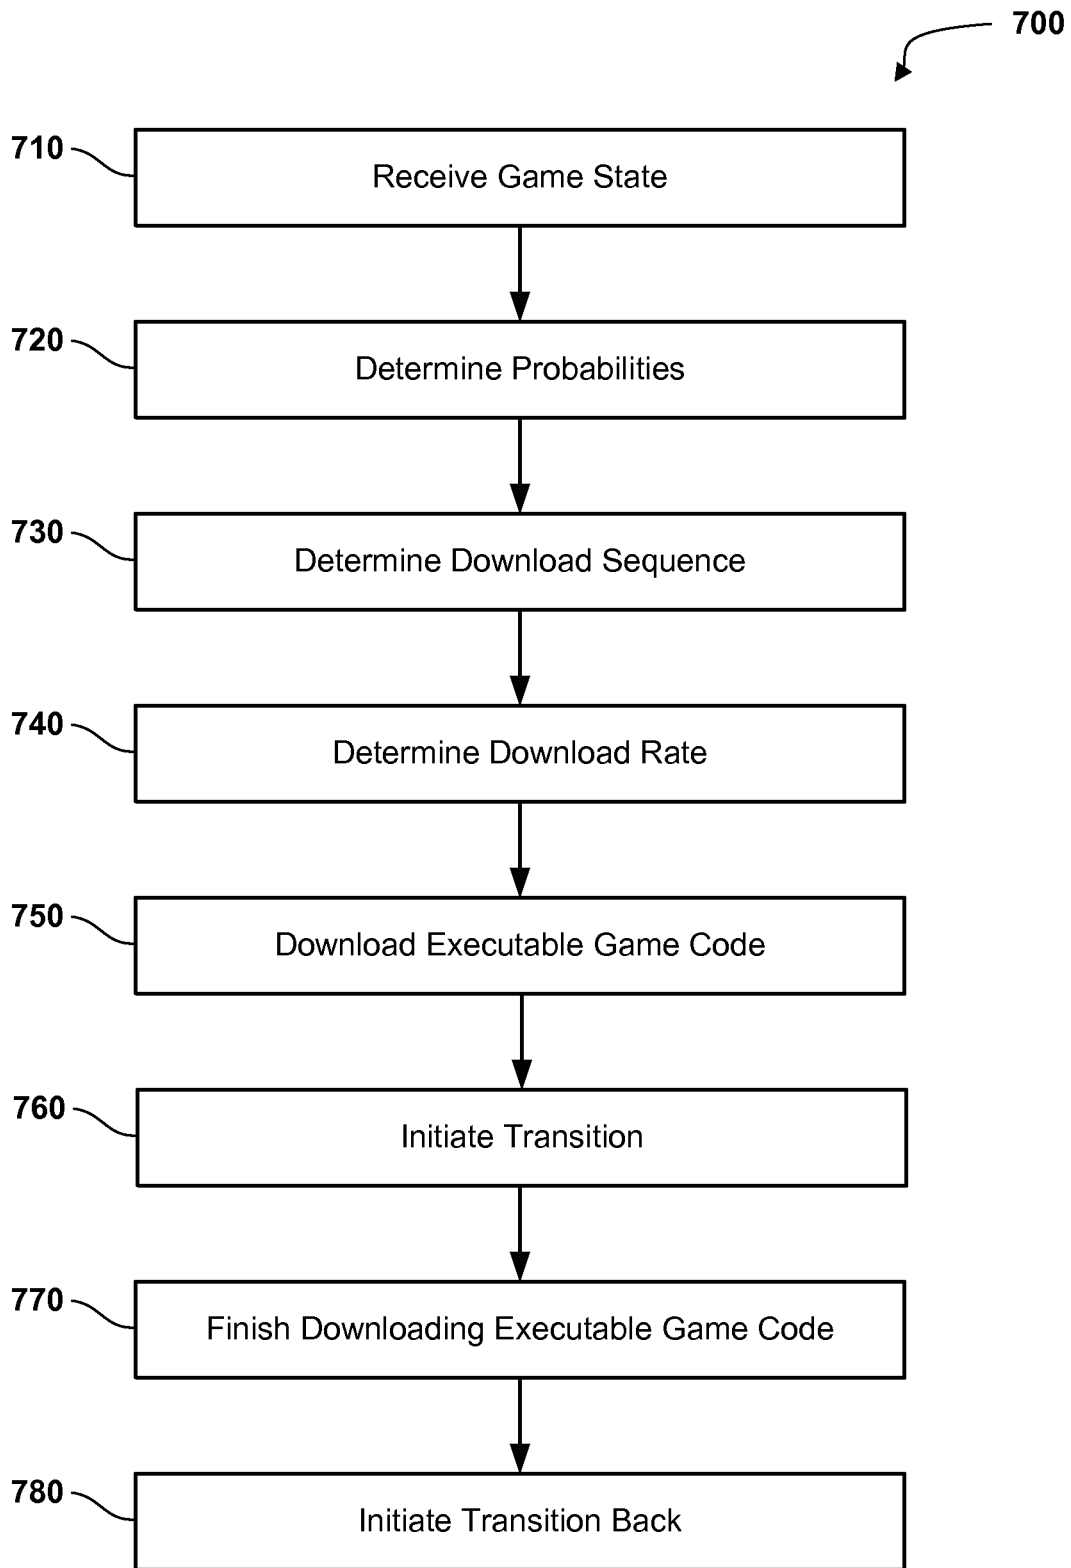 700
710
Receive Game State
720
Determine Probabilities
730
Determine Download Sequence
740
Determine Download Rate
750
Download Executable Game Code
760
Initiate Transition
770
Finish Downloading Executable Game Code
780
Initiate Transition Back